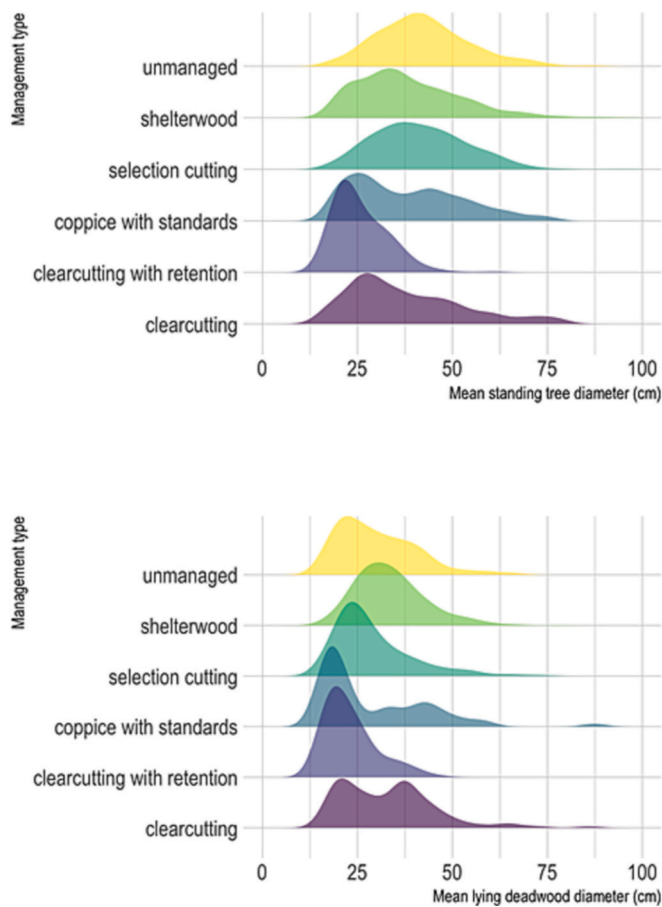 Management type
unmanaged
shelterwood
selection cutting
coppice with standards
clearcutting with retention
clearcutting
0 25 50 75 100
Mean standing tree diameter (cm)
Management type
unmanaged
shelterwood
selection cutting
coppice with standards
clearcutting with retention
clearcutting
0 25 50 75 100
Mean lying deadwood diameter (cm)